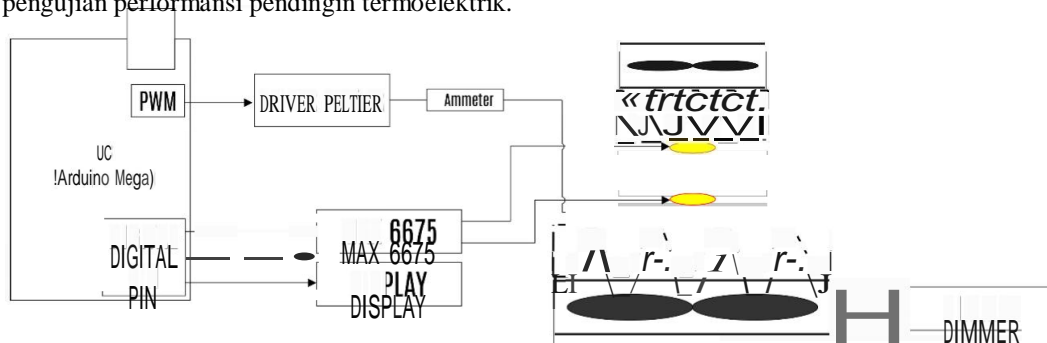 pengujian performansi pendingin termoelektrik.
PWM
DRIVER PELTIER
Ammeter
UC
!Arduino Mega)
DIGITAL
PIN
6675
MAX 6675
PLAY
DISPLAY
DIMMER